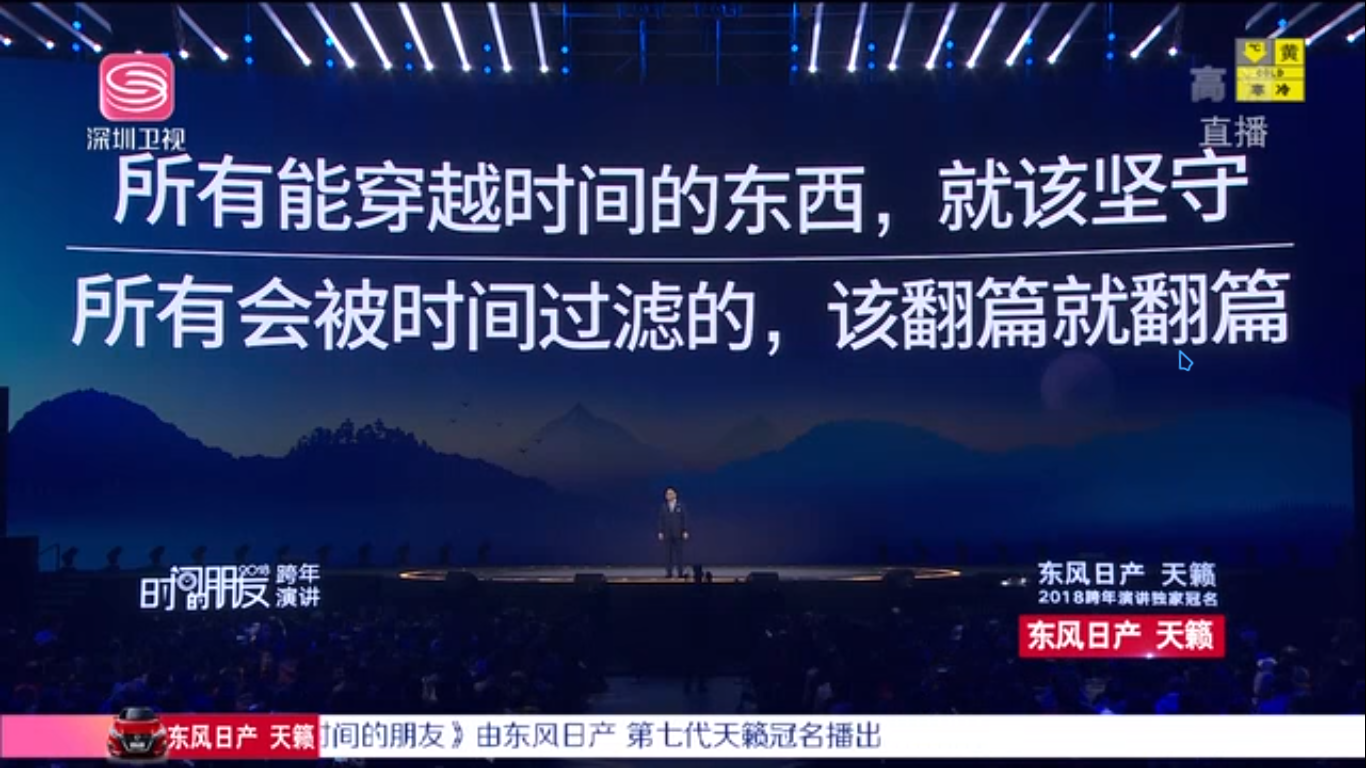 深圳卫视
高
直播
℃
黄
COLD
寒 冷
所有能穿越时间的东西，就该坚守
所有会被时间过滤的，该翻篇就翻篇
时间的朋友
2018
跨年
演讲
东风日产 天籁
2018跨年演讲独家冠名
东风日产 天籁
东风日产 天籁
时间的朋友》由东风日产 第七代天籁冠名播出